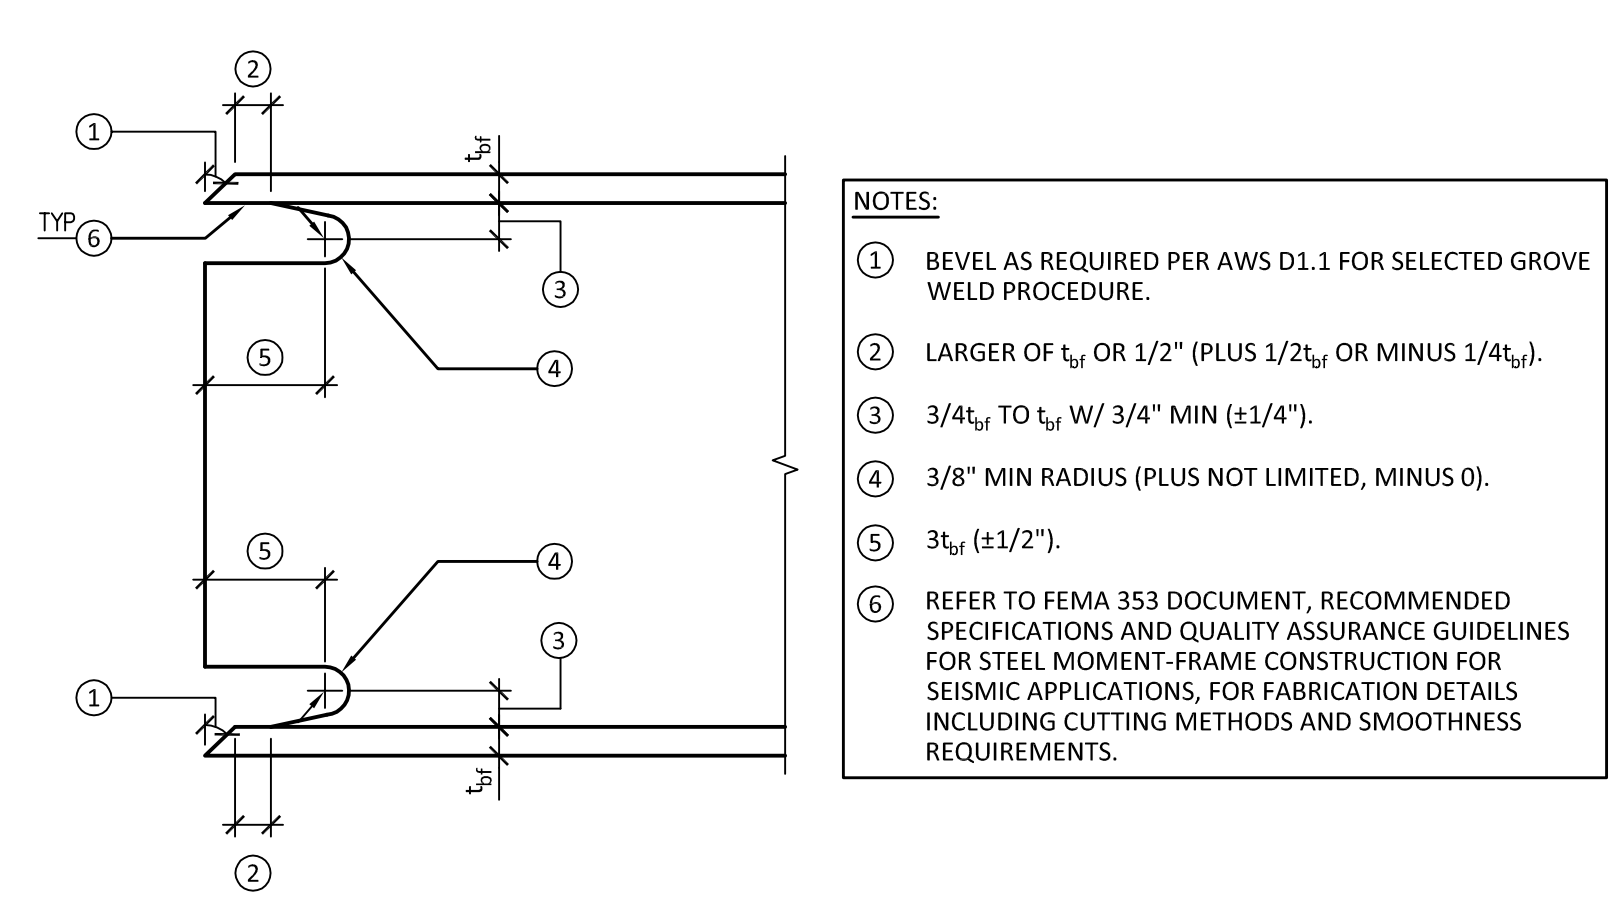 2
1
t_bf
TYP
6
3
5
4
5
4
3
1
t_bf
2
NOTES:
1 BEVEL AS REQUIRED PER AWS D1.1 FOR SELECTED GROVE
WELD PROCEDURE.
2 LARGER OF t_bf OR 1/2" (PLUS 1/2t_bf OR MINUS 1/4t_bf).
3 3/4t_bf TO t_bf W/ 3/4" MIN (±1/4").
4 3/8" MIN RADIUS (PLUS NOT LIMITED, MINUS 0).
5 3t_bf (±1/2").
6 REFER TO FEMA 353 DOCUMENT, RECOMMENDED
SPECIFICATIONS AND QUALITY ASSURANCE GUIDELINES
FOR STEEL MOMENT-FRAME CONSTRUCTION FOR
SEISMIC APPLICATIONS, FOR FABRICATION DETAILS
INCLUDING CUTTING METHODS AND SMOOTHNESS
REQUIREMENTS.